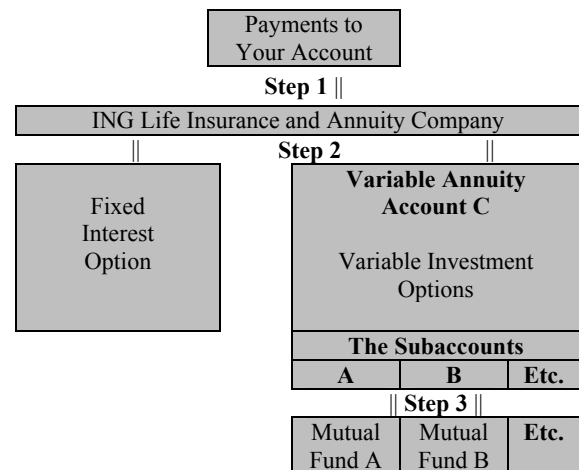 Payments to
Your Account
Step 1 ||
ING Life Insurance and Annuity Company
|| Step 2 ||
Fixed
Interest
Option
Variable Annuity
Account C
Variable Investment
Options
The Subaccounts
A B Etc.
|| Step 3 ||
Mutual Fund A Mutual Fund B Etc.